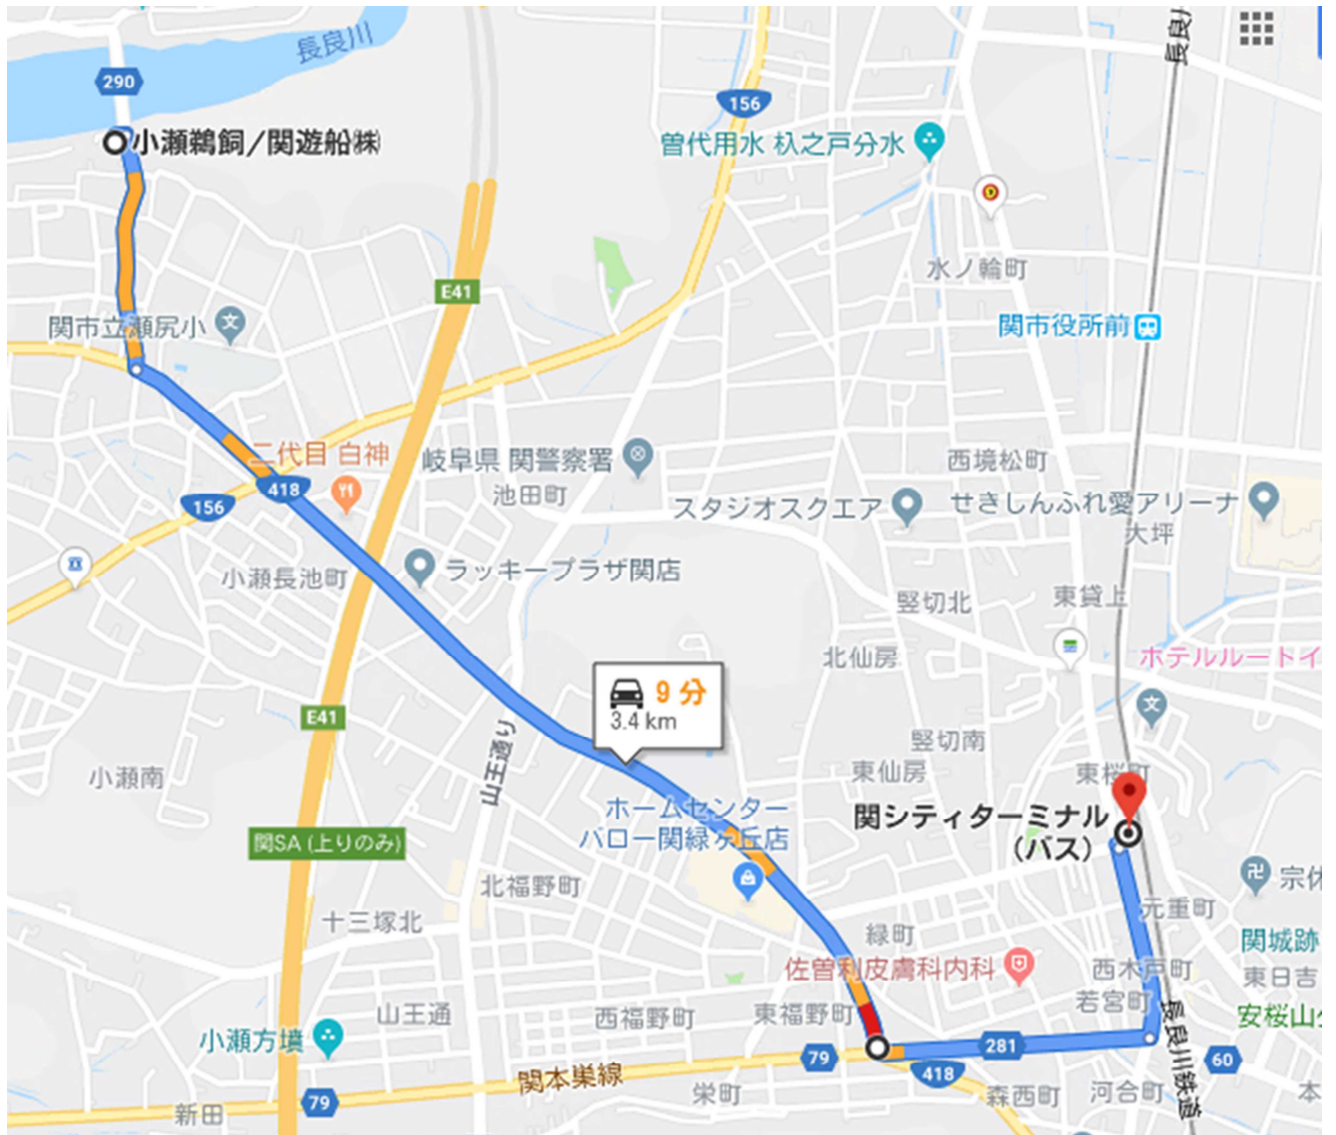 長良川
長良川
290
156
小瀬鵜飼/関遊船㈱
曽代用水 杁之戸分水
水ノ輪町
E41
関市立瀬尻小
関市役所前
二代目 白神
岐阜県 関警察署
西境松町
418
池田町
156
スタジオスクエア
せきしんふれ愛アリーナ
大坪
小瀬長池町
ラッキープラザ関店
竪切北
東貸上
北仙房
ホテルルートイ
9 分
3.4 km
E41
山王通り
竪切南
小瀬南
東仙房
東桜町
ホームセンター
バロー関緑ヶ丘店
関シティターミナル
(バス)
関SA (上りのみ)
北福野町
宗休
十三塚北
元重町
緑町
関城跡
佐曽利皮膚科内科
西木戸町
東日吉
若宮町
山王通
西福野町
東福野町
安桜山公
小瀬方墳
長良川鉄道
79
281
60
関本巣線
418
79
栄町
森西町
河合町
本
新田